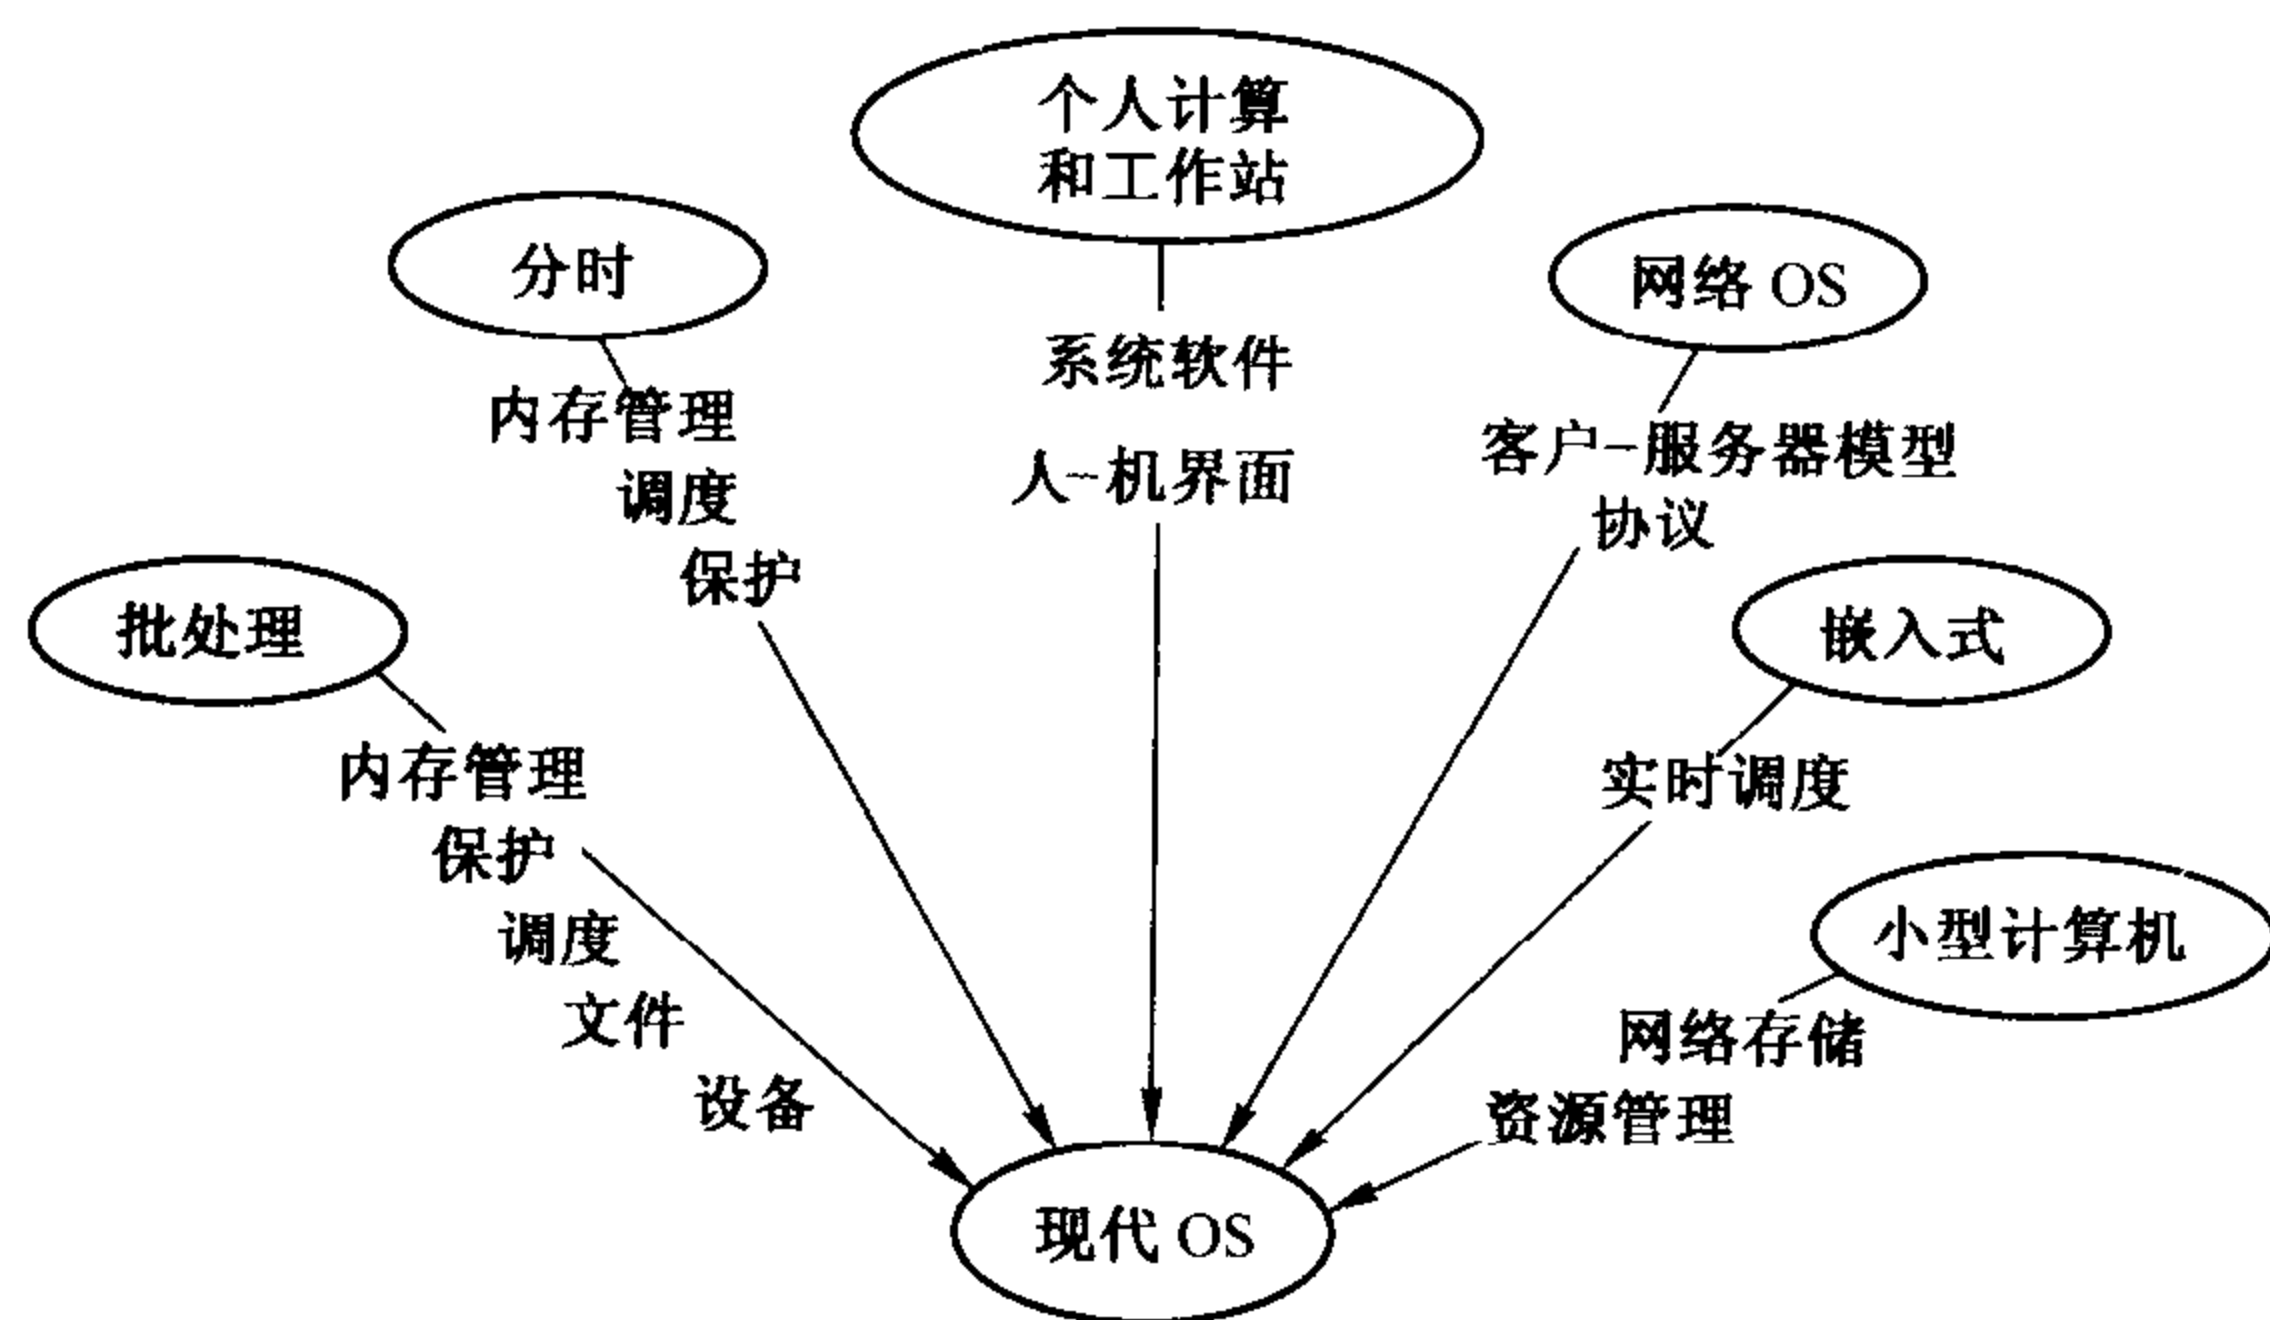 个人计算
和工作站
分时
网络 OS
系统软件
内存管理
客户-服务器模型
人-机界面
调度
协议
保护
批处理
嵌入式
内存管理
实时调度
保护
调度
小型计算机
文件
网络存储
设备
资源管理
现代 OS